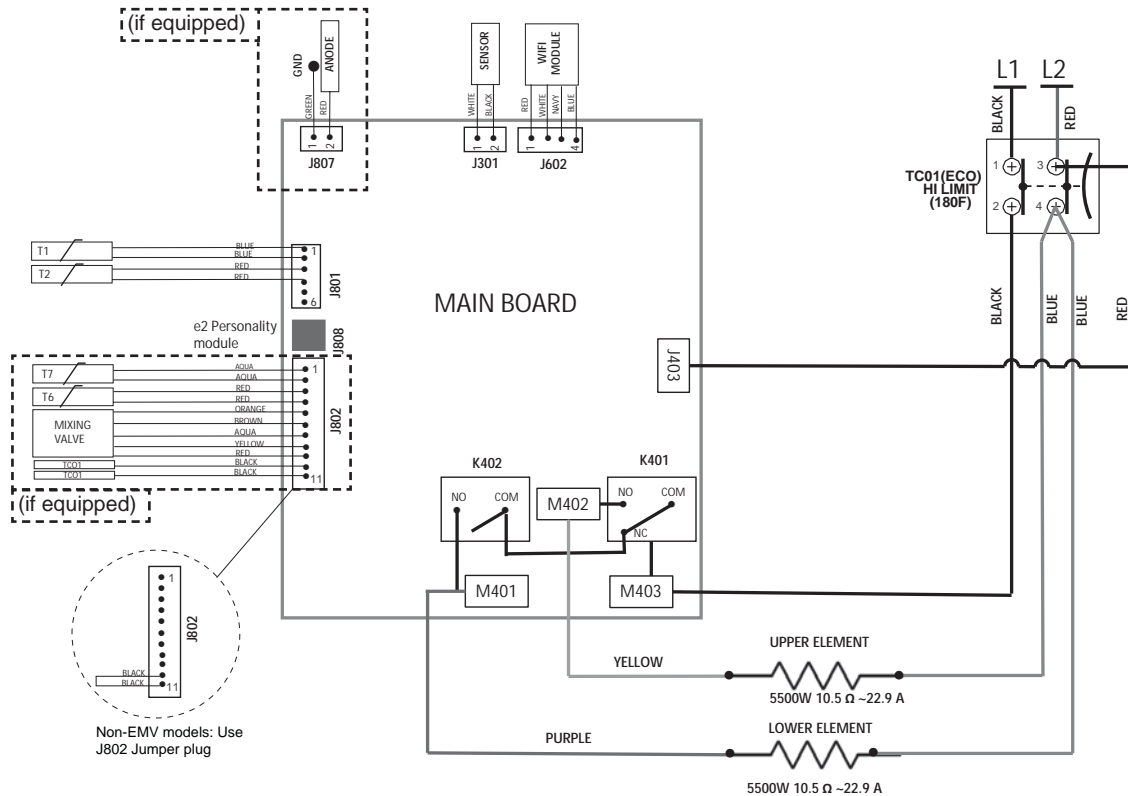 (if equipped)
GND
ANODE
GREEN
RED
1 2
J807
SENSOR
WHITE
BLACK
1 2
J301
WIFI
MODULE
RED
WHITE
NAVY
BLUE
1 4
J602
L1 L2
BLACK
RED
TC01(ECO)
HI LIMIT
(180F)
1 3
2 4
BLACK
BLUE
BLUE
RED
T1
T2
BLUE
BLUE
RED
RED
1
6
J801
MAIN BOARD
e2 Personality
module
J808
J403
T7
T6
MIXING
VALVE
TCO1
TCO1
AQUA
AQUA
RED
RED
ORANGE
BROWN
AQUA
YELLOW
RED
BLACK
BLACK
1
11
J802
(if equipped)
K402
NO COM
K401
NO COM
NC
M402
M401
M403
1
J802
BLACK
BLACK
11
Non-EMV models: Use
J802 Jumper plug
YELLOW
UPPER ELEMENT
5500W 10.5 Ω ~22.9 A
PURPLE
LOWER ELEMENT
5500W 10.5 Ω ~22.9 A